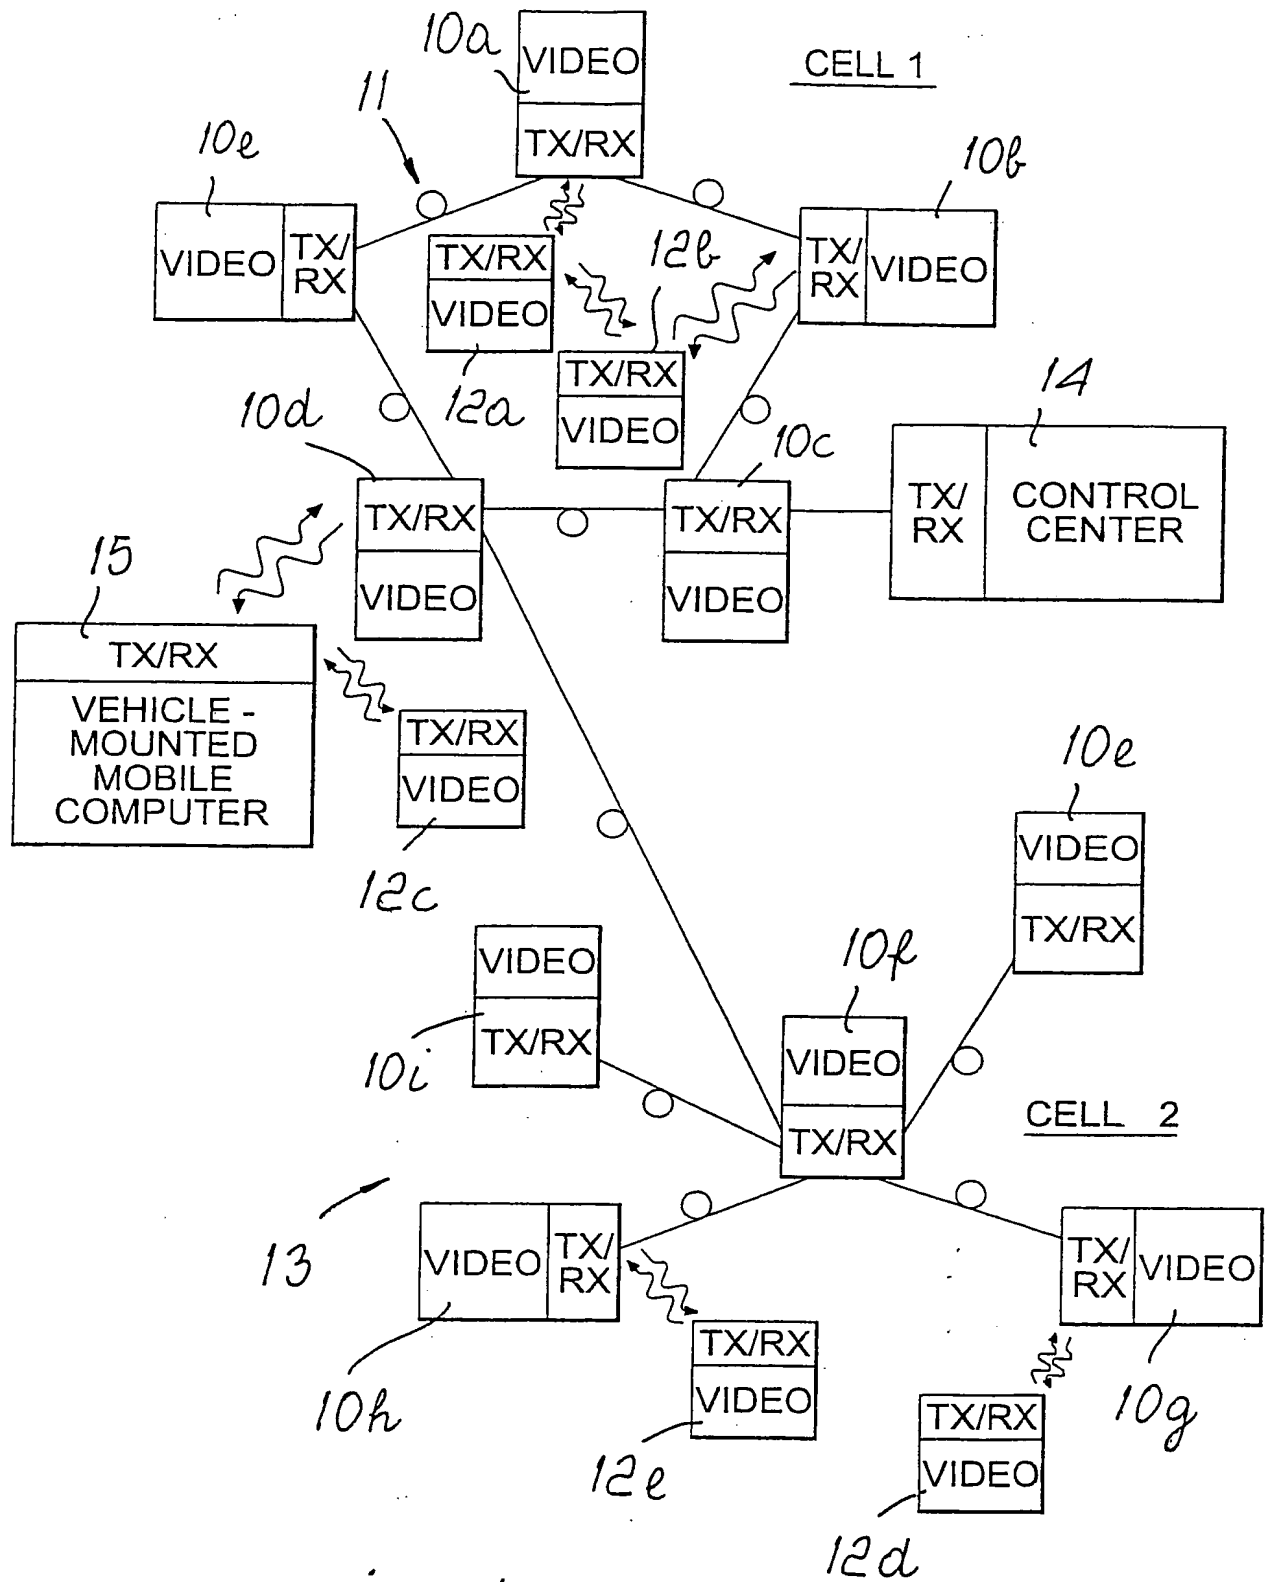 10a
VIDEO
TX/RX
CELL 1
11
10e
VIDEO
TX/
RX
10b
TX/
RX
VIDEO
TX/RX
VIDEO
12a
12b
TX/RX
VIDEO
10d
TX/RX
VIDEO
10c
TX/RX
VIDEO
14
TX/
RX
CONTROL
CENTER
15
TX/RX
VEHICLE -
MOUNTED
MOBILE
COMPUTER
TX/RX
VIDEO
12c
10e
VIDEO
TX/RX
VIDEO
TX/RX
10i
10f
VIDEO
TX/RX
CELL 2
13
VIDEO
TX/
RX
10h
TX/RX
VIDEO
12e
TX/
RX
VIDEO
10g
TX/RX
VIDEO
12d